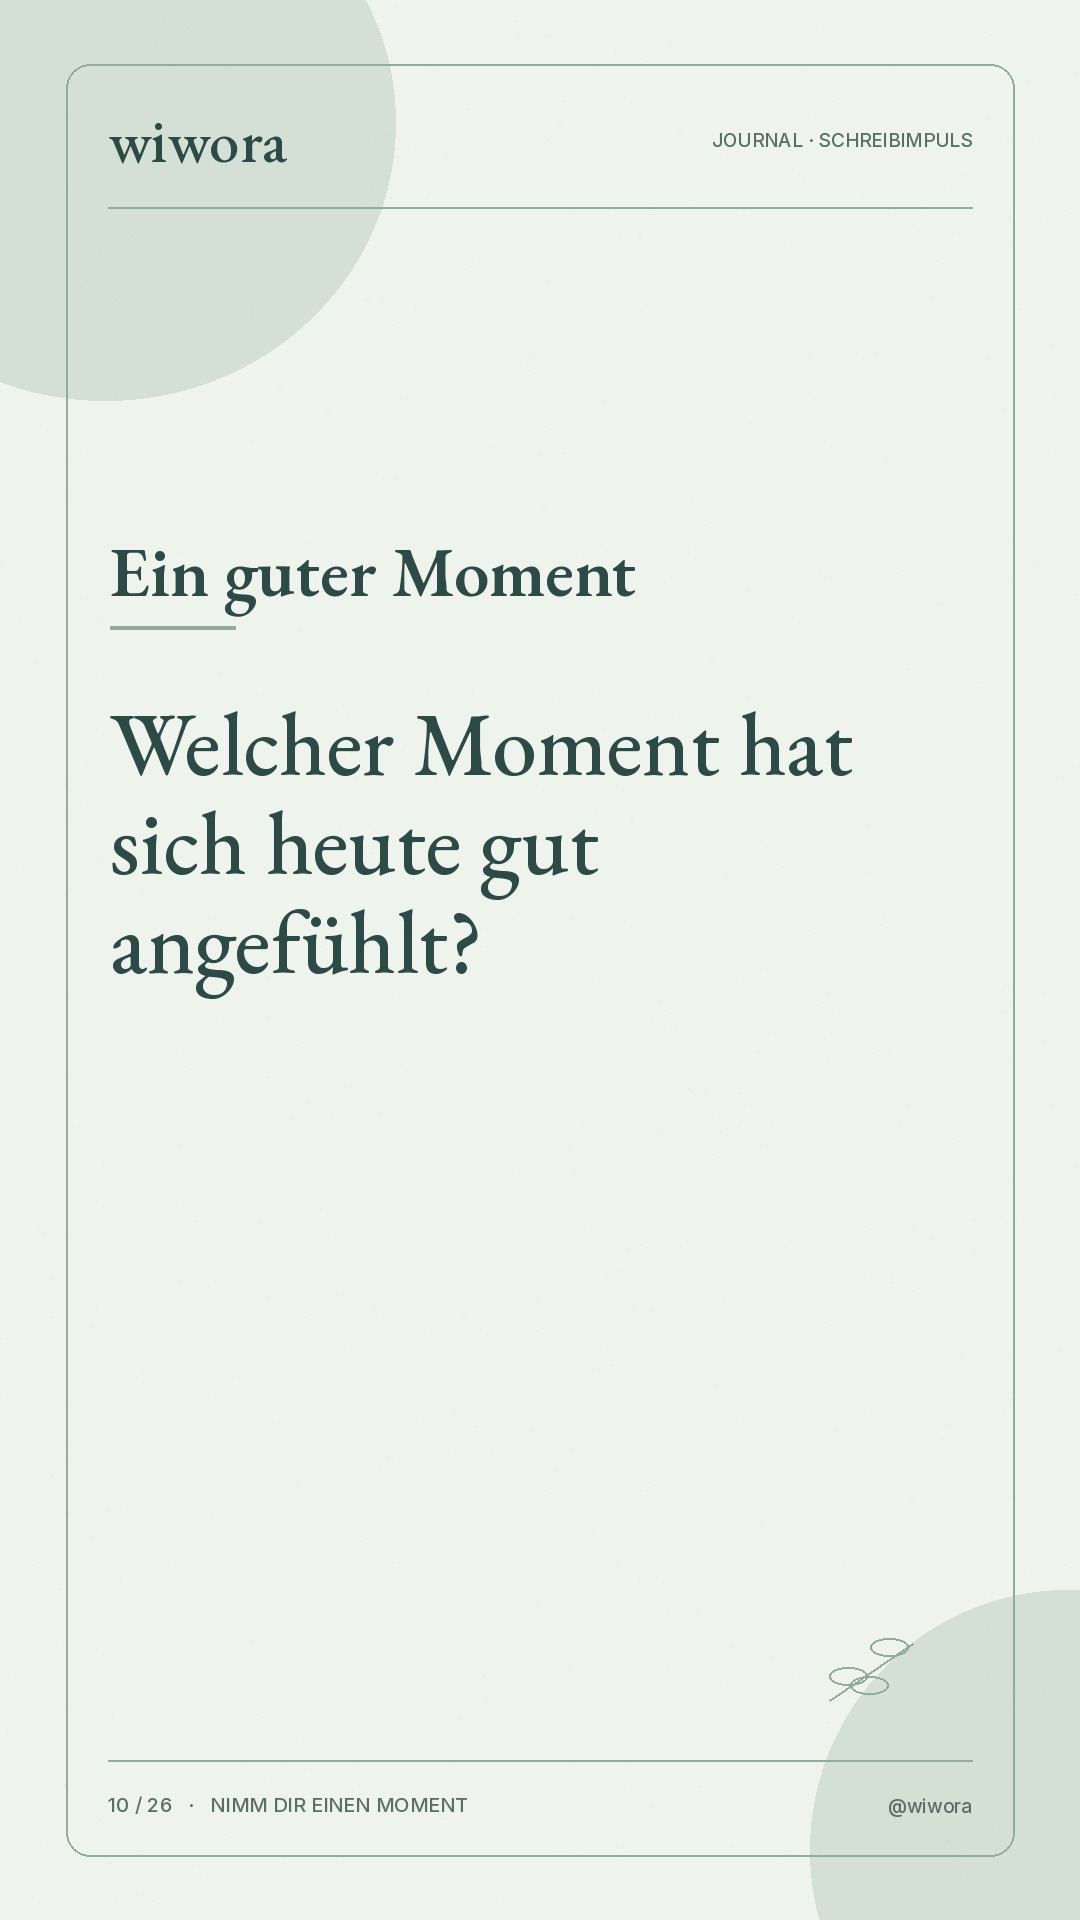 wiwora
JOURNAL · SCHREIBIMPULS
Ein guter Moment
Welcher Moment hat
sich heute gut
angefühlt?
10 / 26 · NIMM DIR EINEN MOMENT
@wiwora